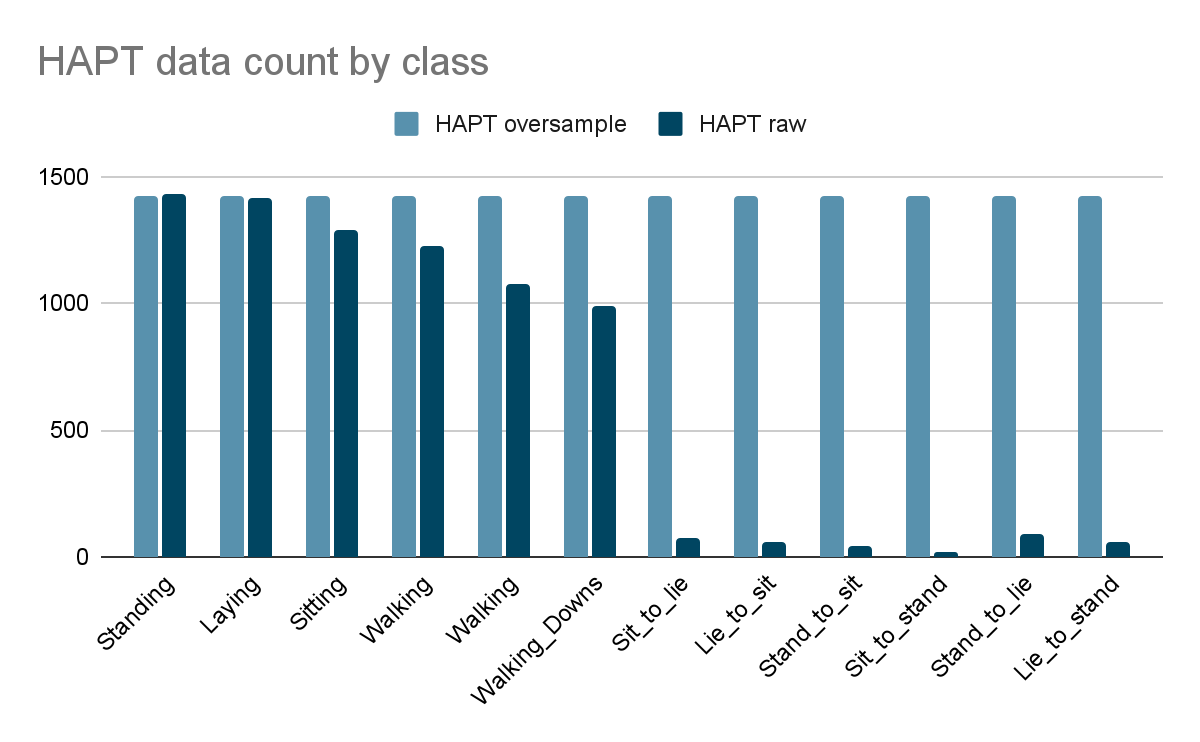 HAPT data count by class
HAPT oversample
HAPT raw
1500
1000
500
0
Standing
Laying
Sitting
Walking
Walking
Walking_Downs
Sit_to_lie
Lie_to_sit
Stand_to_sit
Sit_to_stand
Stand_to_lie
Lie_to_stand